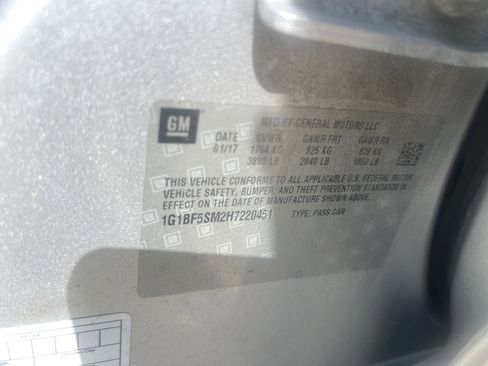 GM
MFD BY GENERAL MOTORS LLC
DATE GVWR GAWR FRT GAWR RR
01/17 1764 KG 925 KG 839 KG
3890 LB 2040 LB 1850 LB
THIS VEHICLE CONFORMS TO ALL APPLICABLE U.S. FEDERAL MOTOR
VEHICLE SAFETY, BUMPER, AND THEFT PREVENTION STANDARDS IN
EFFECT ON THE DATE OF MANUFACTURE SHOWN ABOVE.
1G1BF5SM2H7220451 TYPE: PASS CAR